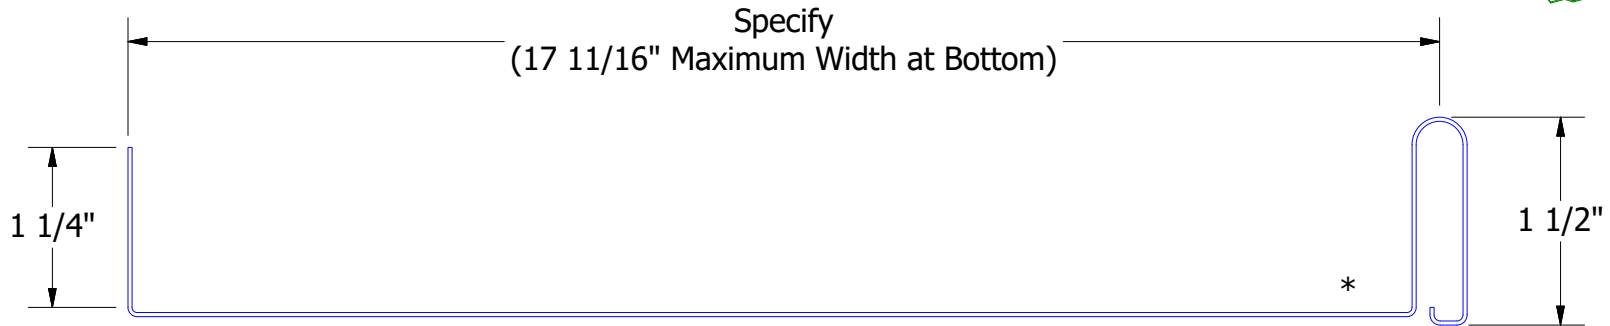 Specify
(17 11/16" Maximum Width at Bottom)
1 1/4"
1 1/2"
*